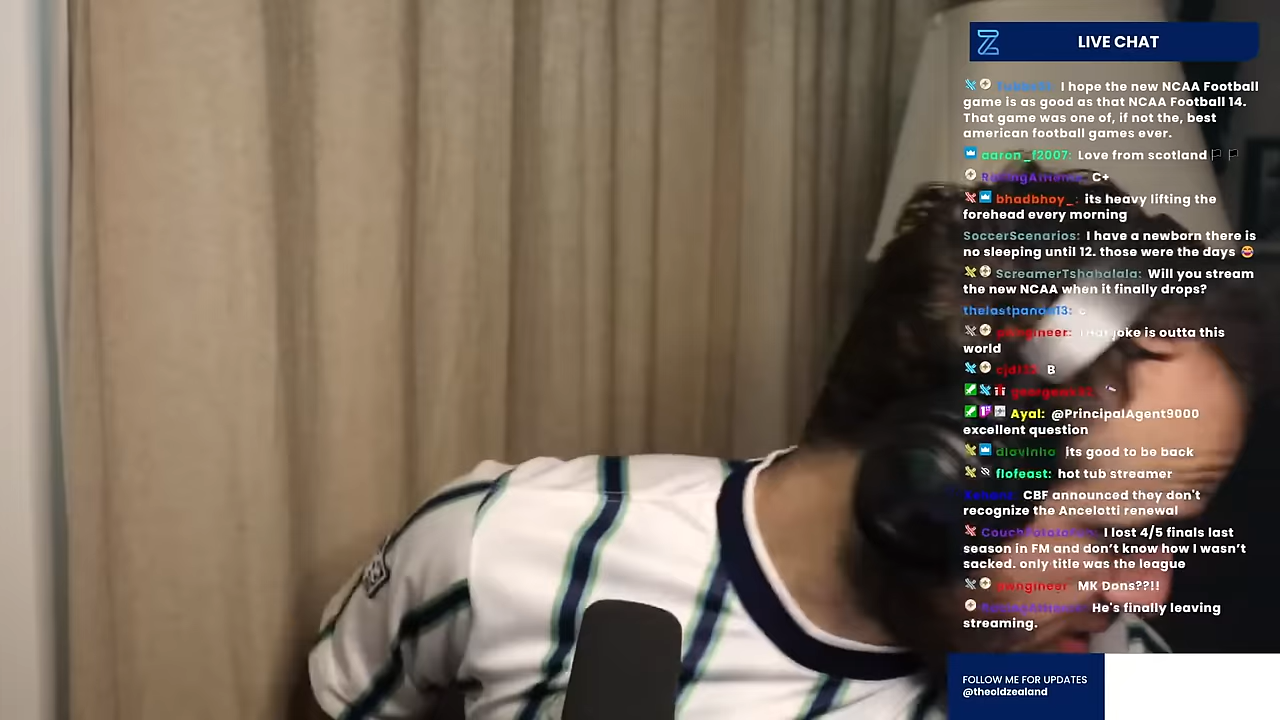 LIVE CHAT
I hope the new NCAA Football
game is as good as that NCAA Football 14.
That game was one of, if not the, best
american football games ever.
aaron_f2007: Love from scotland
C+
bhadbhoy_: its heavy lifting the
forehead every morning
SoccerScenarios: I have a newborn there is
no sleeping until 12. those were the days
ScreamerTshabalala: Will you stream
the new NCAA when it finally drops?
joke is outta this
world
B
Ayal: @PrincipalAgent9000
excellent question
its good to be back
flofeast: hot tub streamer
CBF announced they don't
recognize the Ancelotti renewal
I lost 4/5 finals last
season in FM and don't know how I wasn't
sacked. only title was the league
MK Dons??!!
He's finally leaving
streaming.
FOLLOW ME FOR UPDATES
@theoldzealand